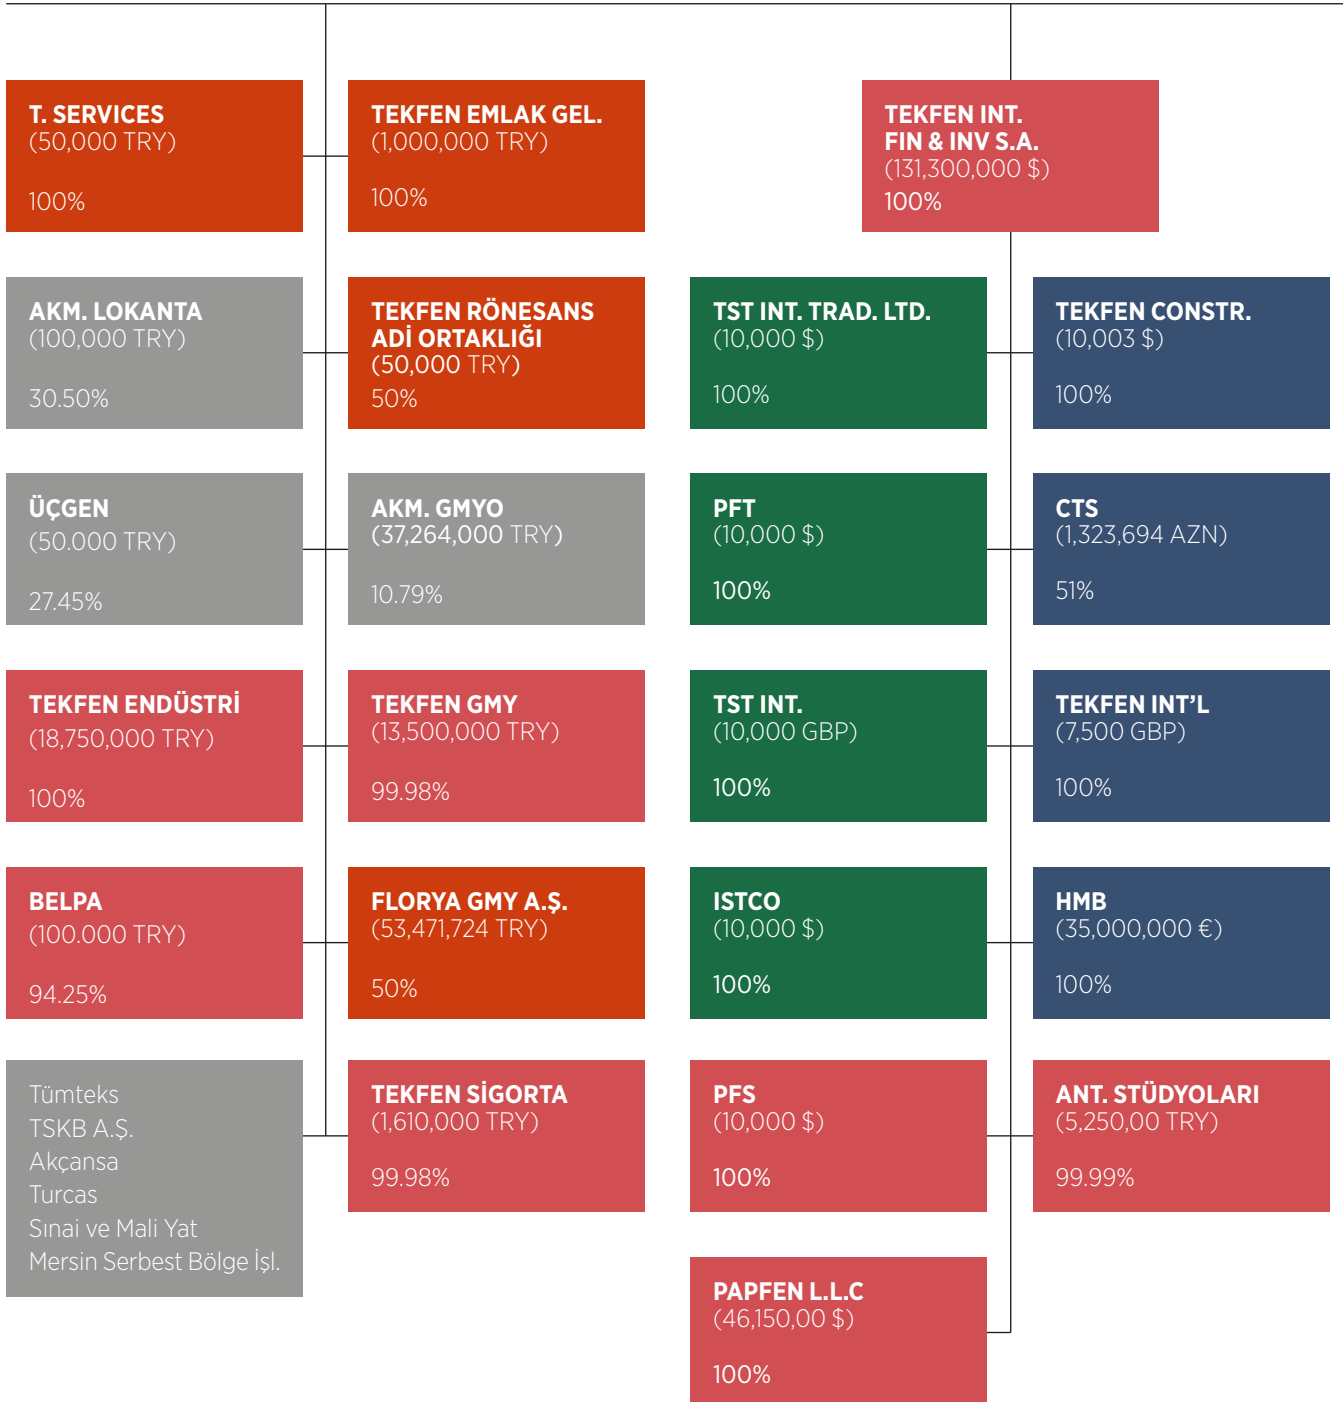 T. SERVICES
(50,000 TRY)
100%
TEKFEN EMLAK GEL.
(1,000,000 TRY)
100%
TEKFEN INT.
FIN & INV S.A.
(131,300,000 $)
100%
AKM. LOKANTA
(100,000 TRY)
30.50%
TEKFEN RÖNESANS
ADİ ORTAKLIĞI
(50,000 TRY)
50%
TST INT. TRAD. LTD.
(10,000 $)
100%
TEKFEN CONSTR.
(10,003 $)
100%
ÜÇGEN
(50.000 TRY)
27.45%
AKM. GMYO
(37,264,000 TRY)
10.79%
PFT
(10,000 $)
100%
CTS
(1,323,694 AZN)
51%
TEKFEN ENDÜSTRİ
(18,750,000 TRY)
100%
TEKFEN GMY
(13,500,000 TRY)
99.98%
TST INT.
(10,000 GBP)
100%
TEKFEN INT’L
(7,500 GBP)
100%
BELPA
(100.000 TRY)
94.25%
FLORYA GMY A.Ş.
(53,471,724 TRY)
50%
ISTCO
(10,000 $)
100%
HMB
(35,000,000 €)
100%
Tümteks
TSKB A.Ş.
Akçansa
Turcas
Sınai ve Mali Yat
Mersin Serbest Bölge İşl.
TEKFEN SİGORTA
(1,610,000 TRY)
99.98%
PFS
(10,000 $)
100%
ANT. STÜDYOLARI
(5,250,00 TRY)
99.99%
PAPFEN L.L.C
(46,150,00 $)
100%